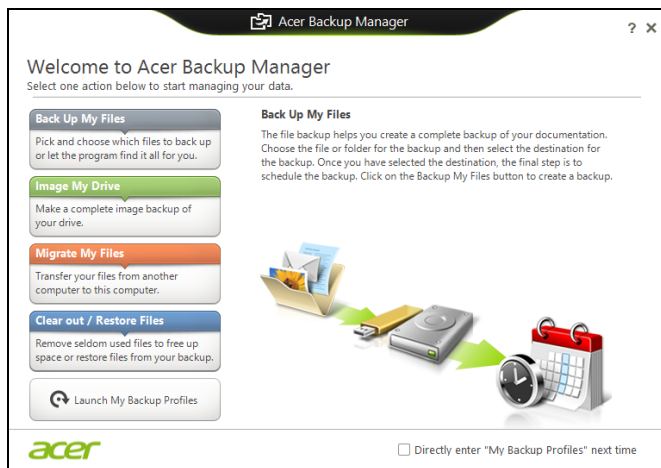 Acer Backup Manager
? X
Welcome to Acer Backup Manager
Select one action below to start managing your data.
Back Up My Files
Pick and choose which files to back up
or let the program find it all for you.
Image My Drive
Make a complete image backup of
your drive.
Migrate My Files
Transfer your files from another
computer to this computer.
Clear out / Restore Files
Remove seldom used files to free up
space or restore files from your backup.
Launch My Backup Profiles
Back Up My Files
The file backup helps you create a complete backup of your documentation.
Choose the file or folder for the backup and then select the destination for
the backup. Once you have selected the destination, the final step is to
schedule the backup. Click on the Backup My Files button to create a backup.
acer
Directly enter "My Backup Profiles" next time